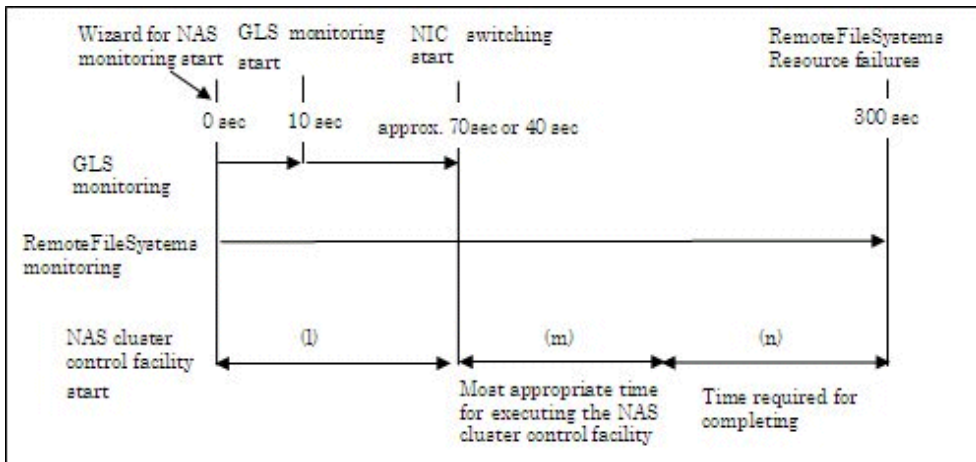 Wizard for NAS
monitoring start
GLS monitoring
start
NIC switching
start
RemoteFileSystems
Resource failures
0 sec
10 sec
approx. 70sec or 40 sec
300 sec
GLS
monitoring
RemoteFileSystems
monitoring
NAS cluster
control facility
start
(l)
(m)
(n)
Most appropriate time
for executing the NAS
cluster control facility
Time required for
completing